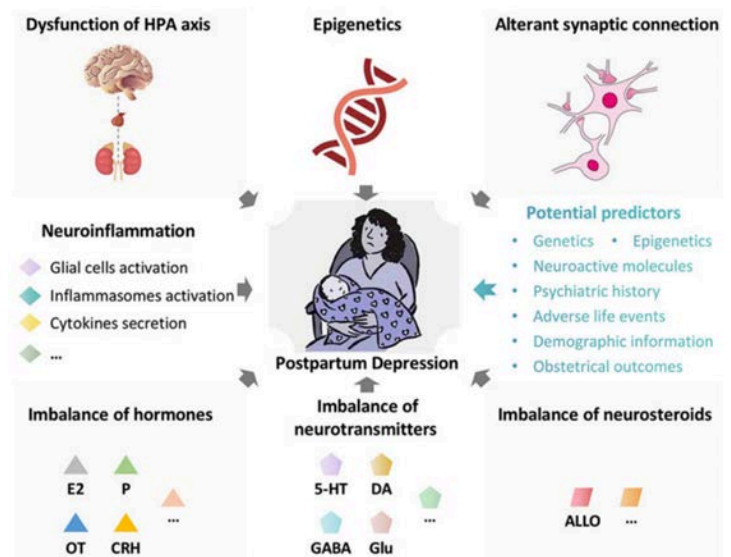 Dysfunction of HPA axis
Epigenetics
Alterant synaptic connection
Neuroinflammation
Glial cells activation
Inflammasomes activation
Cytokines secretion
...
Postpartum Depression
Potential predictors
• Genetics • Epigenetics
• Neuroactive molecules
• Psychiatric history
• Adverse life events
• Demographic information
• Obstetrical outcomes
Imbalance of hormones
E2 P
...
OT CRH
Imbalance of
neurotransmitters
5-HT DA
...
GABA Glu
Imbalance of neurosteroids
ALLO ...